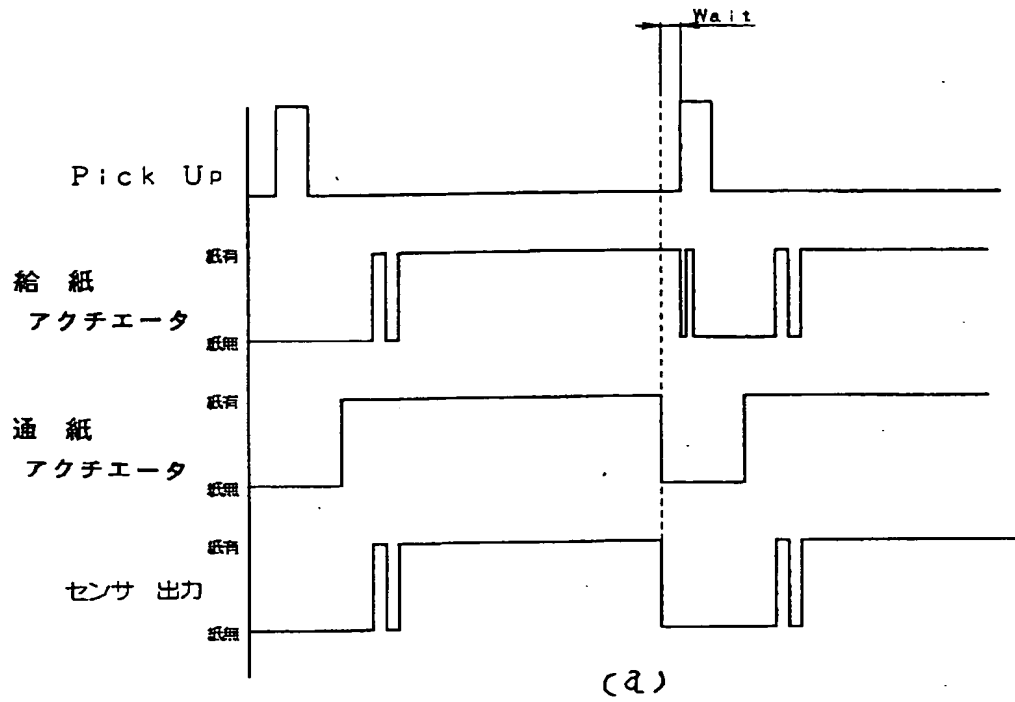 Wait
Pick Up
紙有
給紙
アクチエータ
紙無
紙有
通紙
アクチエータ
紙無
紙有
センサ 出力
紙無
(a)